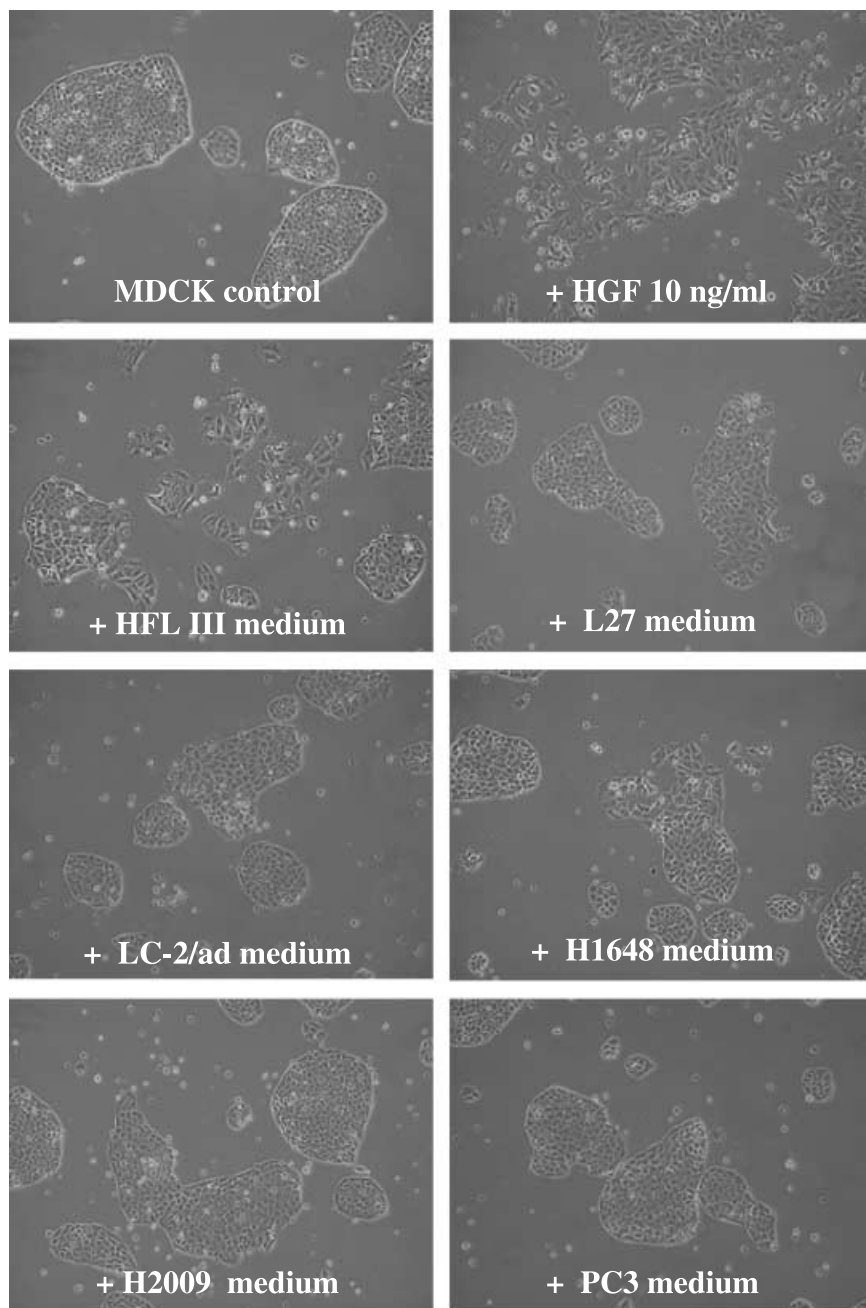 MDCK control
+ HGF 10 ng/ml
+ HFL III medium
+ L27 medium
+ LC-2/ad medium
+ H1648 medium
+ H2009 medium
+ PC3 medium